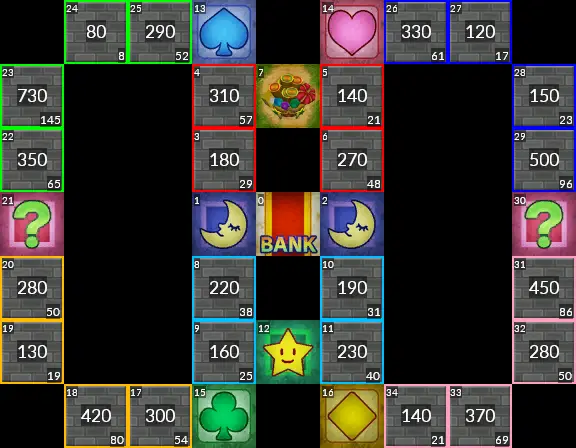 24 25 13 14 26 27
80 290 330 120
8 52 61 17
23 4 7 5 28
730 310 140 150
145 57 21 23
22 3 6 29
350 180 270 500
65 29 48 96
21 1 0 2 30
? BANK ?
20 8 10 31
280 220 190 450
50 38 31 86
19 9 12 11 32
130 160 230 280
19 25 40 50
18 17 15 16 34 33
420 300 140 370
80 54 21 69